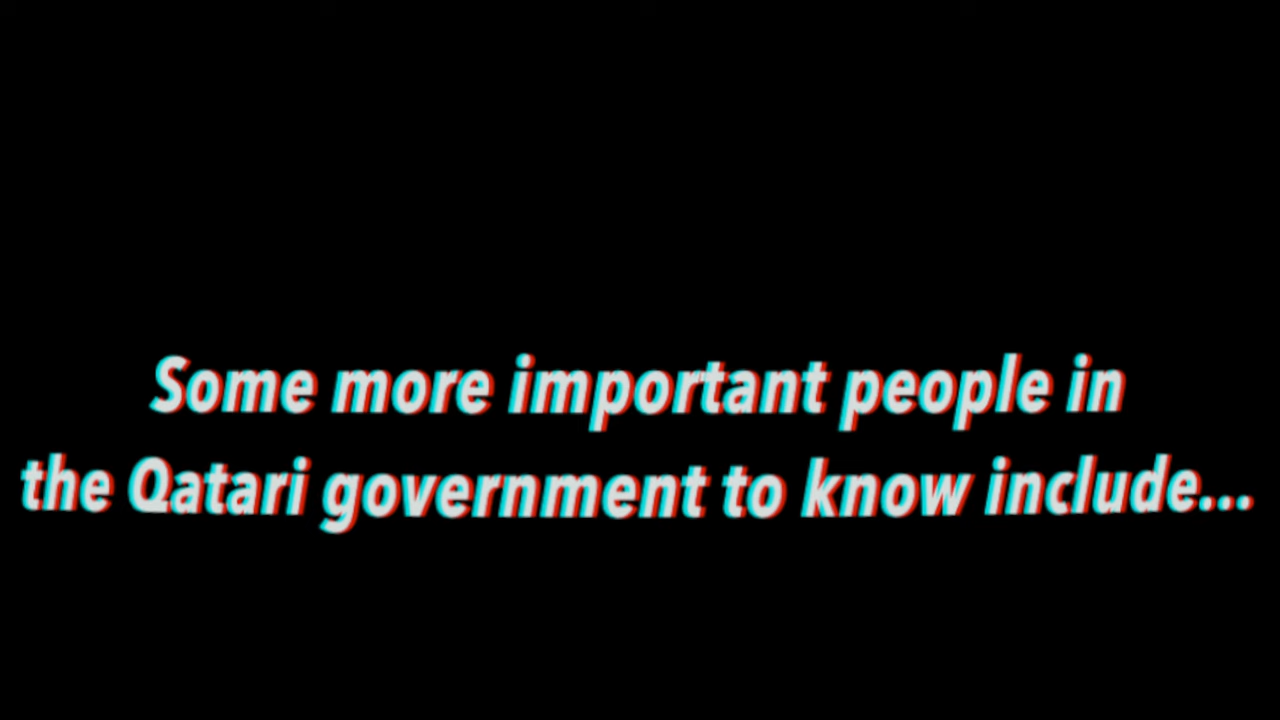 Some more important people in
the Qatari government to know include...